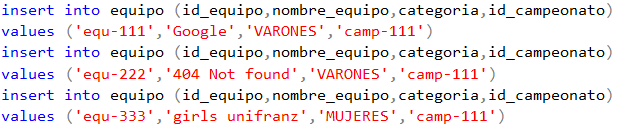 insert into equipo (id_equipo,nombre_equipo,categoria,id_campeonato)
values ('equ-111','Google','VARONES','camp-111')
insert into equipo (id_equipo,nombre_equipo,categoria,id_campeonato)
values ('equ-222','404 Not found','VARONES','camp-111')
insert into equipo (id_equipo,nombre_equipo,categoria,id_campeonato)
values ('equ-333','girls unifranz','MUJERES','camp-111')